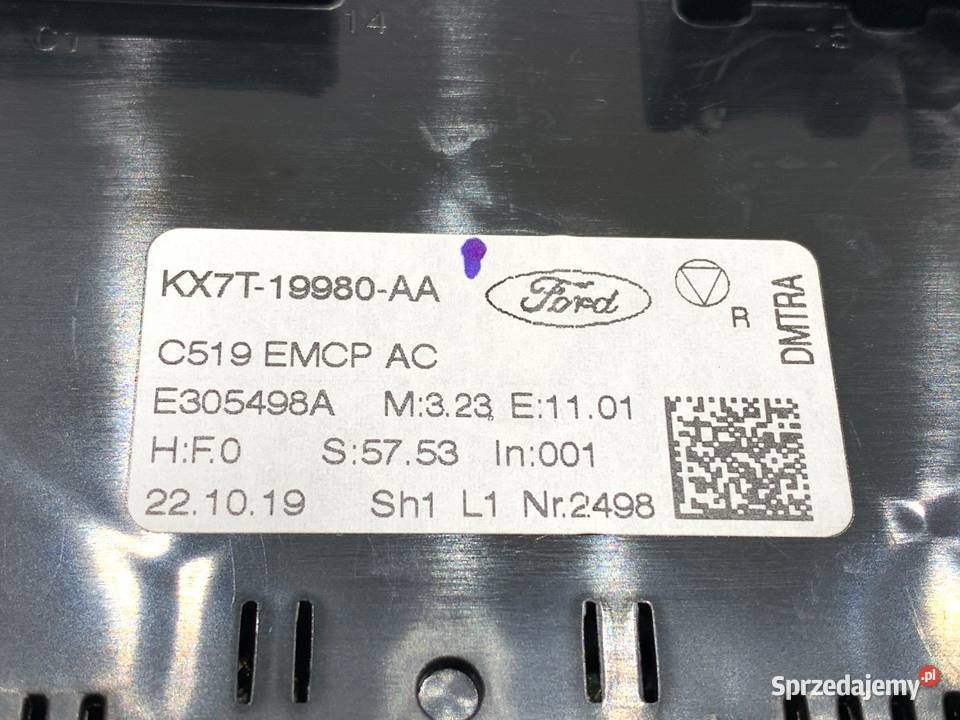 14
KX7T-19980-AA
Ford
R
DMTRA
C519 EMCP AC
E305498A M:3.23 E:11.01
H:F.0 S:57.53 In:001
22.10.19 Sh1 L1 Nr.2498
Sprzedajemy.pl